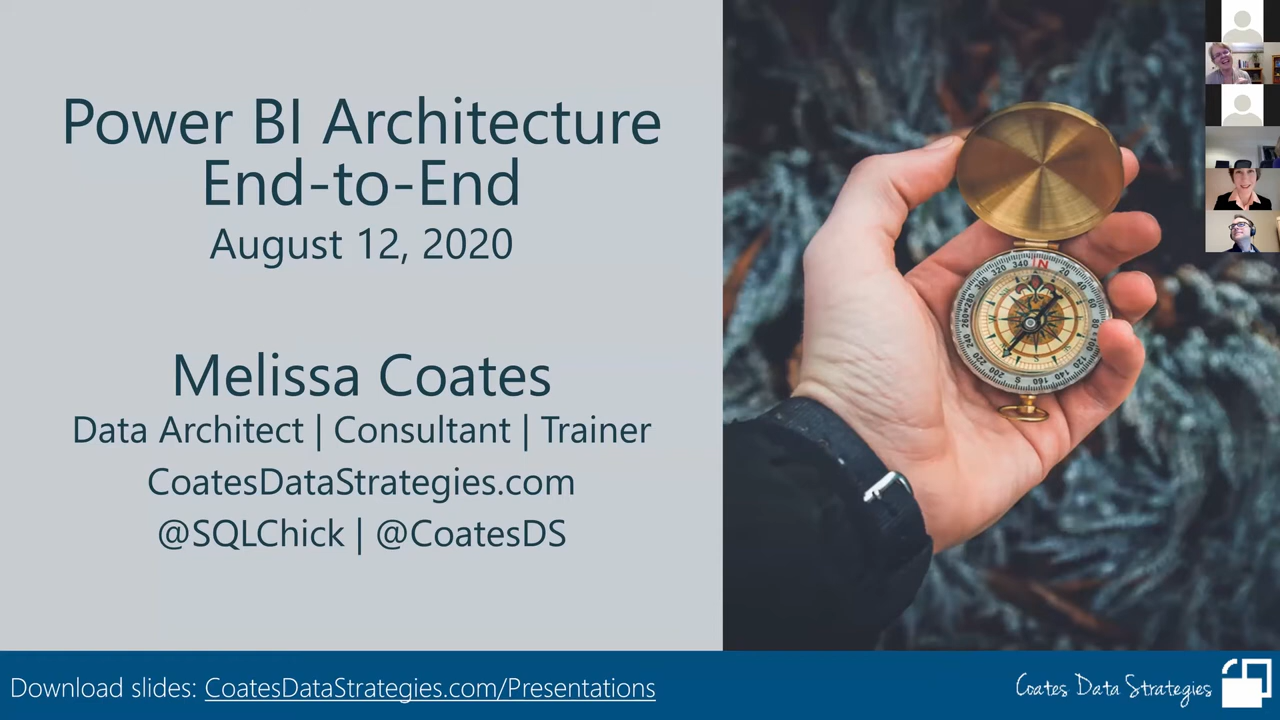 Power BI Architecture
End-to-End
August 12, 2020
Melissa Coates
Data Architect | Consultant | Trainer
CoatesDataStrategies.com
@SQLChick | @CoatesDS
Download slides: CoatesDataStrategies.com/Presentations
Coates Data Strategies